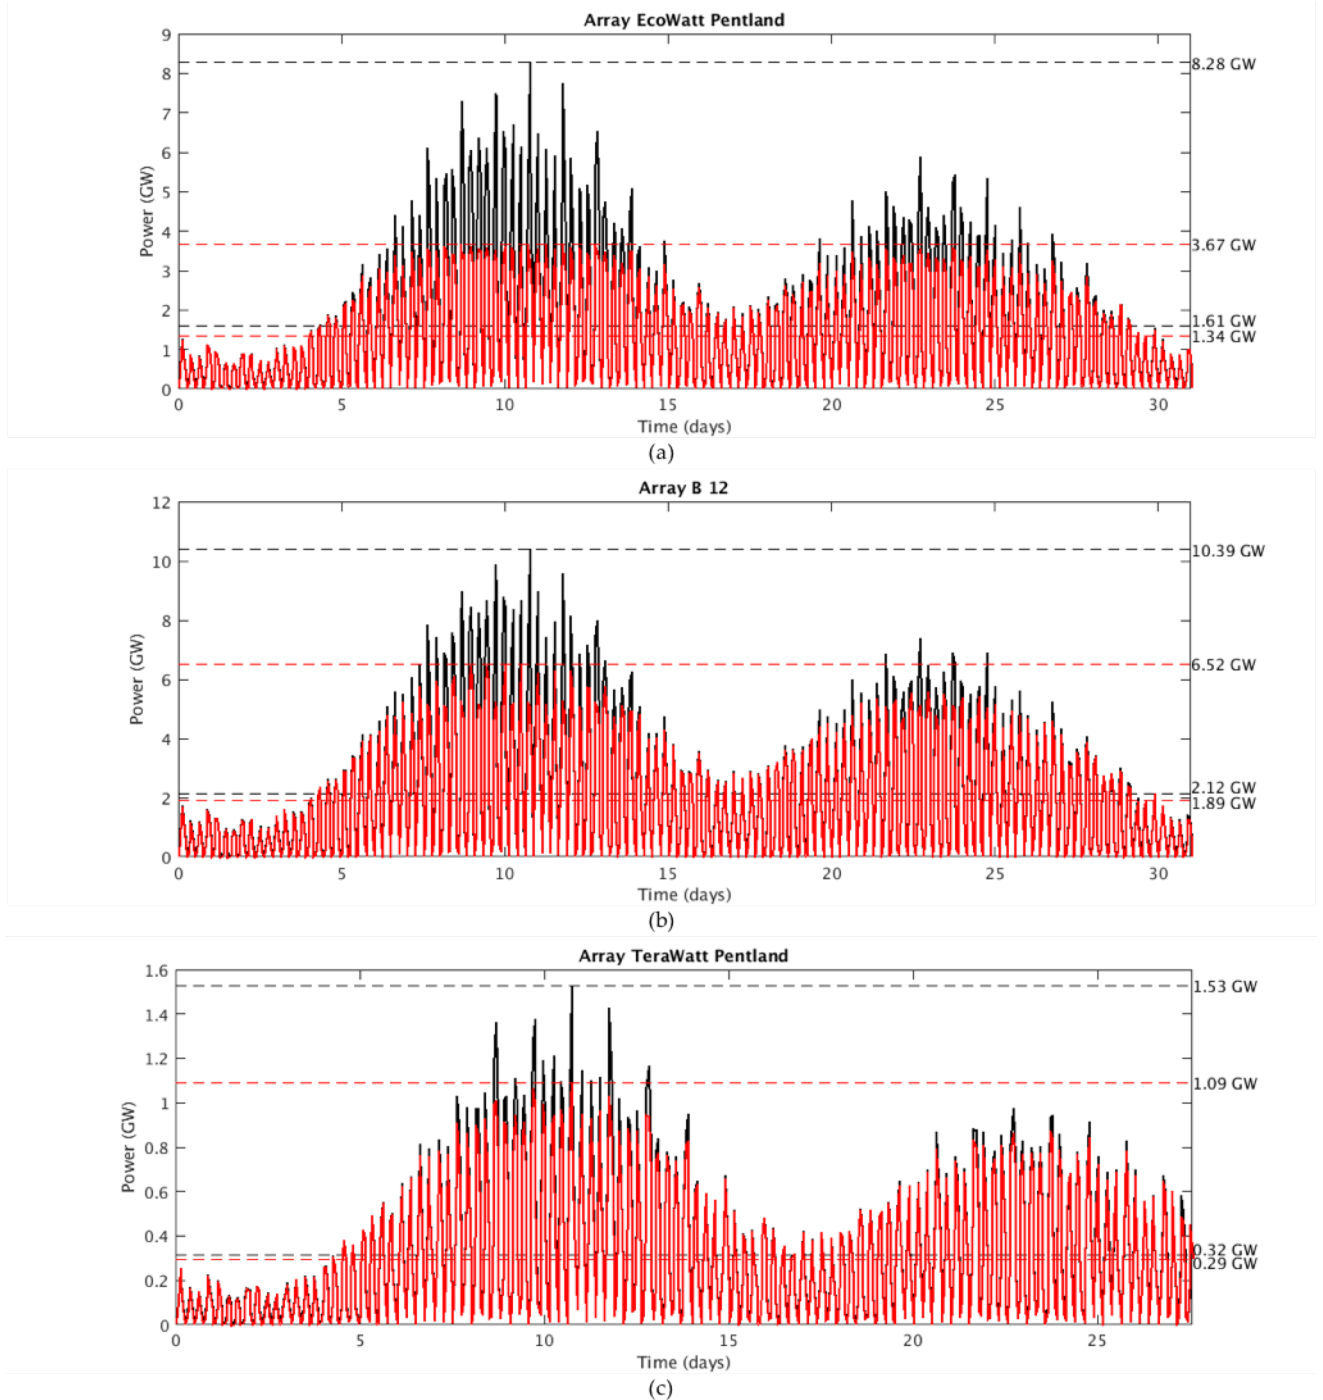 Array EcoWatt Pentland
9
8
7
6
5
4
3
2
1
0
Power (GW)
8.28 GW
3.67 GW
1.61 GW
1.34 GW
0 5 10 15 20 25 30
Time (days)
(a)
Array B 12
12
10
8
6
4
2
0
Power (GW)
10.39 GW
6.52 GW
2.12 GW
1.89 GW
0 5 10 15 20 25 30
Time (days)
(b)
Array TeraWatt Pentland
1.6
1.4
1.2
1
0.8
0.6
0.4
0.2
0
Power (GW)
1.53 GW
1.09 GW
0.32 GW
0.29 GW
0 5 10 15 20 25
Time (days)
(c)